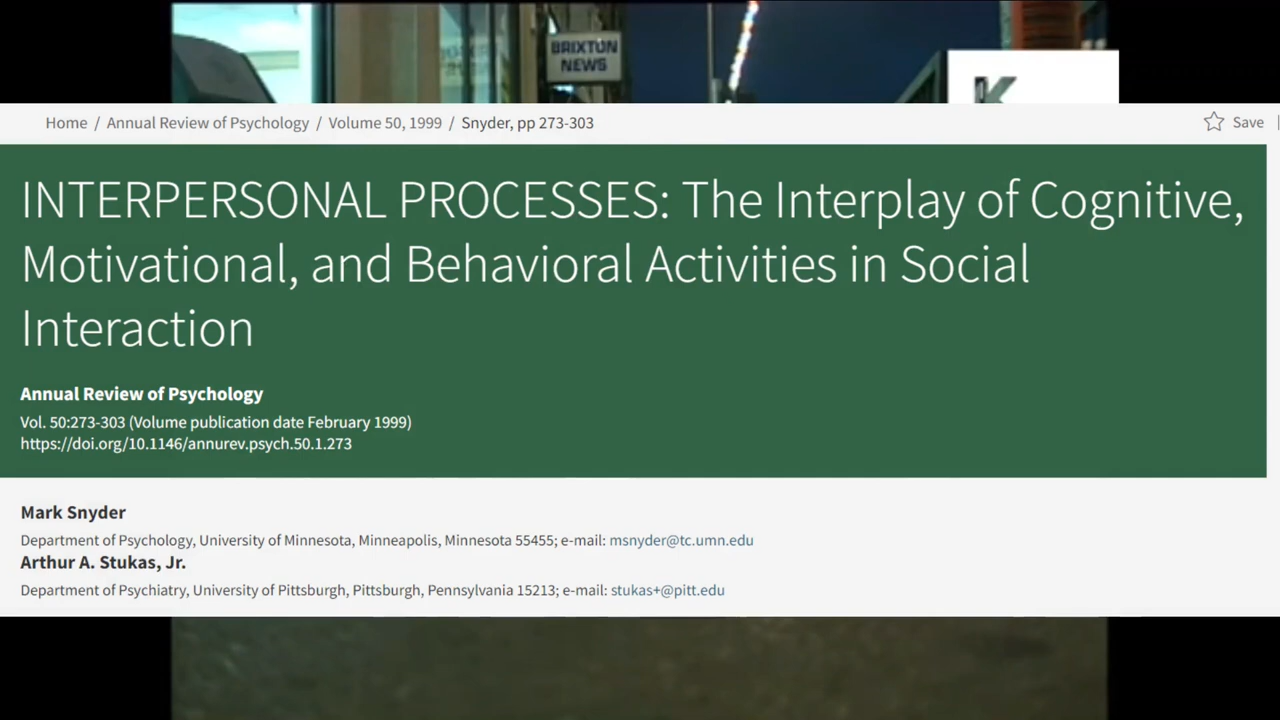 BRIXTON
NEWS
K
Home / Annual Review of Psychology / Volume 50, 1999 / Snyder, pp 273-303
Save
INTERPERSONAL PROCESSES: The Interplay of Cognitive,
Motivational, and Behavioral Activities in Social
Interaction
Annual Review of Psychology
Vol. 50:273-303 (Volume publication date February 1999)
https://doi.org/10.1146/annurev.psych.50.1.273
Mark Snyder
Department of Psychology, University of Minnesota, Minneapolis, Minnesota 55455; e-mail: msnyder@tc.umn.edu
Arthur A. Stukas, Jr.
Department of Psychiatry, University of Pittsburgh, Pittsburgh, Pennsylvania 15213; e-mail: stukas+@pitt.edu